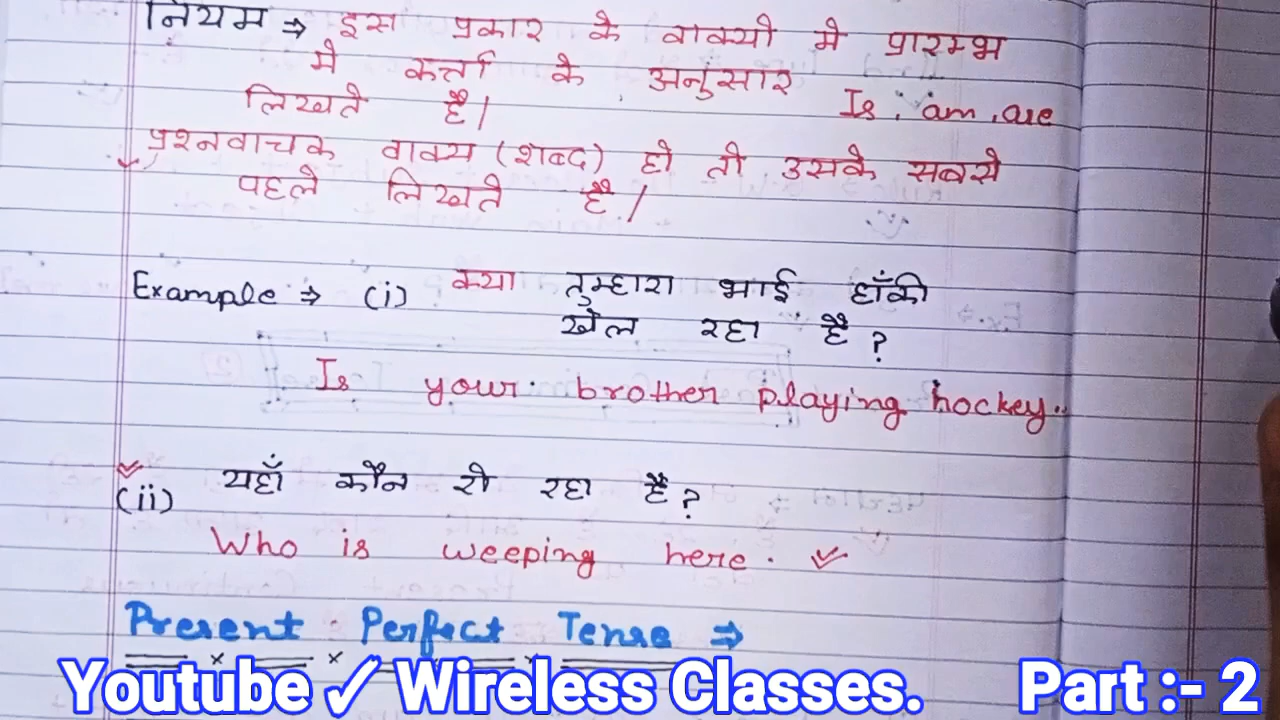 नियम ⇒ इस प्रकार के वाक्यो मे प्रारम्भ
मे कर्त्ता के अनुसार Is, am, are
लिखते है।
प्रश्नवाचक वाक्य (शब्द) हो तो उसके सबसे
पहले लिखते है।
Example ⇒ (i) क्या तुम्हारा भाई हॉकी
खेल रहा है ?
Is your brother playing hockey..
(ii) यहाँ कौन रो रहा है ?
Who is weeping here.
Present Perfect Tense ⇒
Youtube ✓ Wireless Classes. Part :- 2